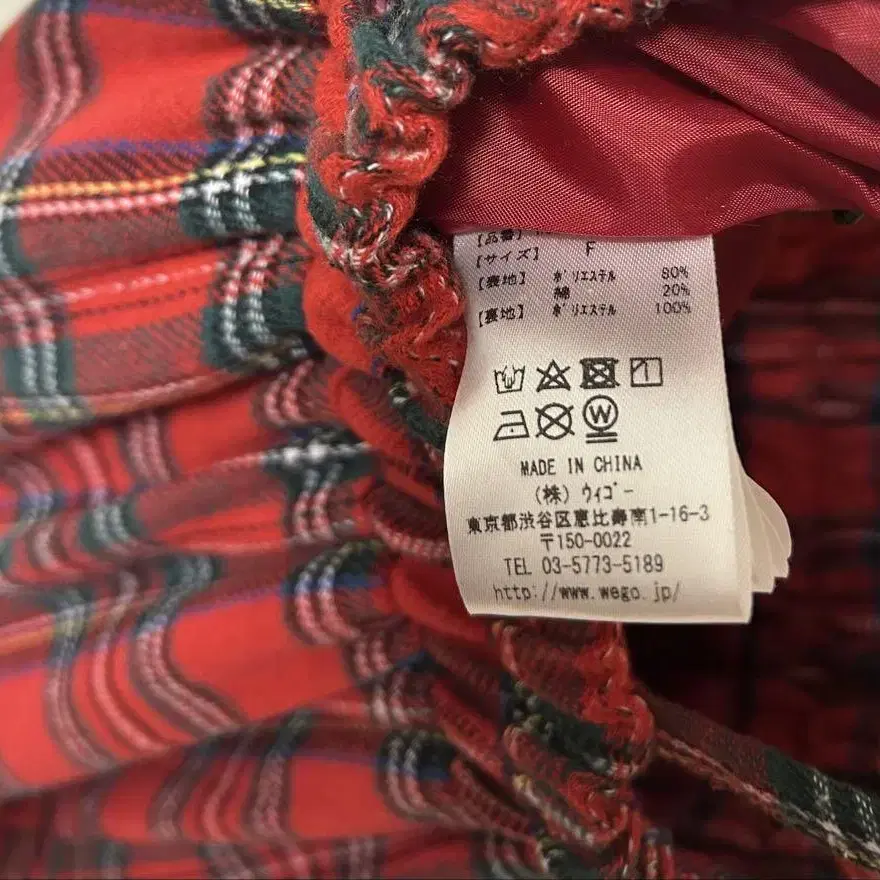 【品番】
【サイズ】 F
【表地】 ﾎﾟﾘｴｽﾃﾙ 80%
綿 20%
【裏地】 ﾎﾟﾘｴｽﾃﾙ 100%
W
MADE IN CHINA
(株) ｳｨｺﾞｰ
東京都渋谷区恵比寿南1-16-3
〒150-0022
TEL 03-5773-5189
http://www.wego.jp/